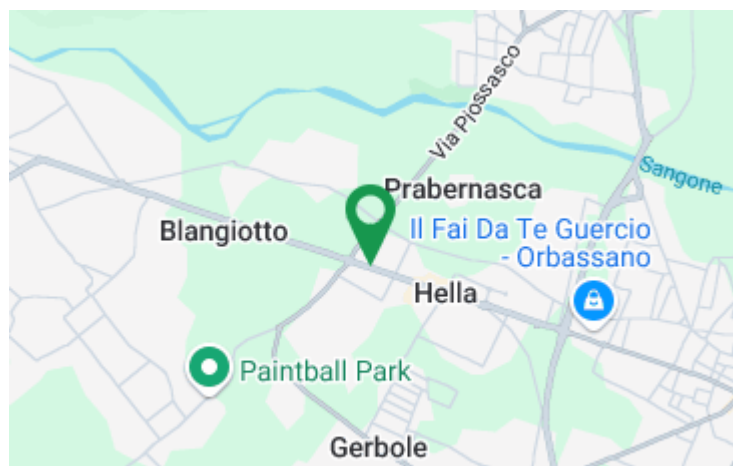 Via Piossasco
Sangone
Prabernasca
Blangiotto
Il Fai Da Te Guercio
- Orbassano
Hella
Paintball Park
Gerbole